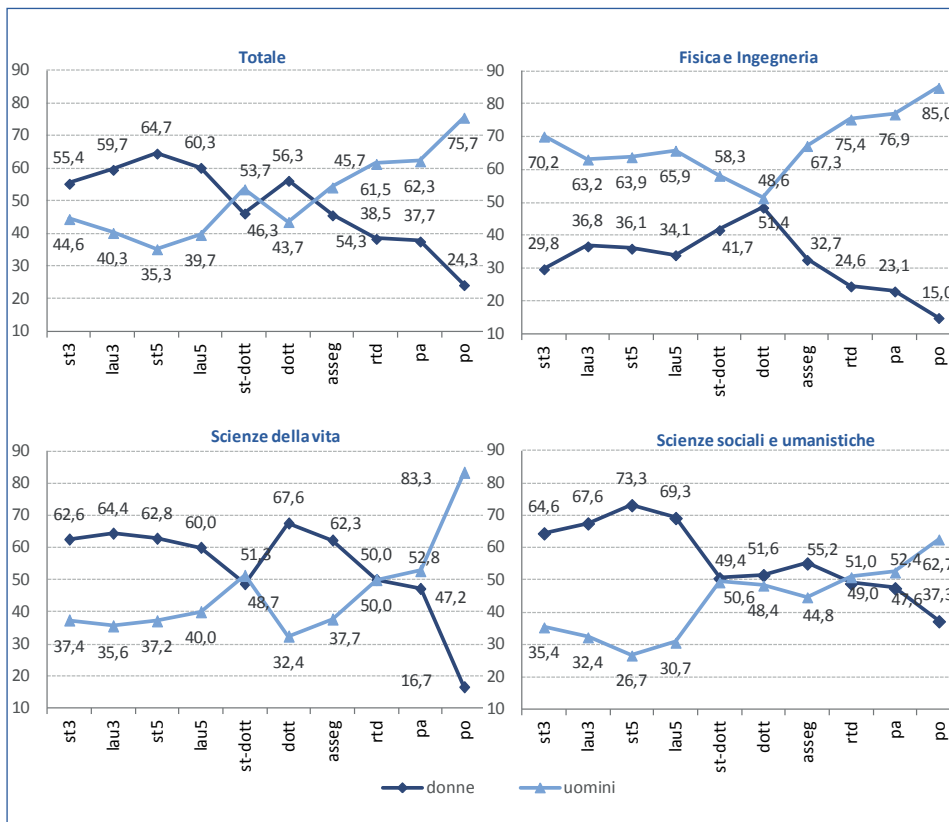 Totale
90
80
70
60
50
40
30
20
10
55,4
59,7
64,7
60,3
53,7
56,3
45,7
61,5
62,3
75,7
44,6
40,3
35,3
39,7
46,3
43,7
54,3
38,5
37,7
24,3
st3
lau3
st5
lau5
st-dott
dott
asseg
rtd
pa
po
Fisica e Ingegneria
90
80
70
60
50
40
30
20
10
70,2
63,2
63,9
65,9
58,3
48,6
67,3
75,4
76,9
85,0
29,8
36,8
36,1
34,1
41,7
51,4
32,7
24,6
23,1
15,0
st3
lau3
st5
lau5
st-dott
dott
asseg
rtd
pa
po
Scienze della vita
90
80
70
60
50
40
30
20
10
62,6
64,4
62,8
60,0
51,3
67,6
62,3
50,0
52,8
83,3
37,4
35,6
37,2
40,0
48,7
32,4
37,7
50,0
47,2
16,7
st3
lau3
st5
lau5
st-dott
dott
asseg
rtd
pa
po
Scienze sociali e umanistiche
90
80
70
60
50
40
30
20
10
64,6
67,6
73,3
69,3
49,4
51,6
55,2
51,0
52,4
62,7
35,4
32,4
26,7
30,7
50,6
48,4
44,8
49,0
47,6
37,3
st3
lau3
st5
lau5
st-dott
dott
asseg
rtd
pa
po
donne
uomini